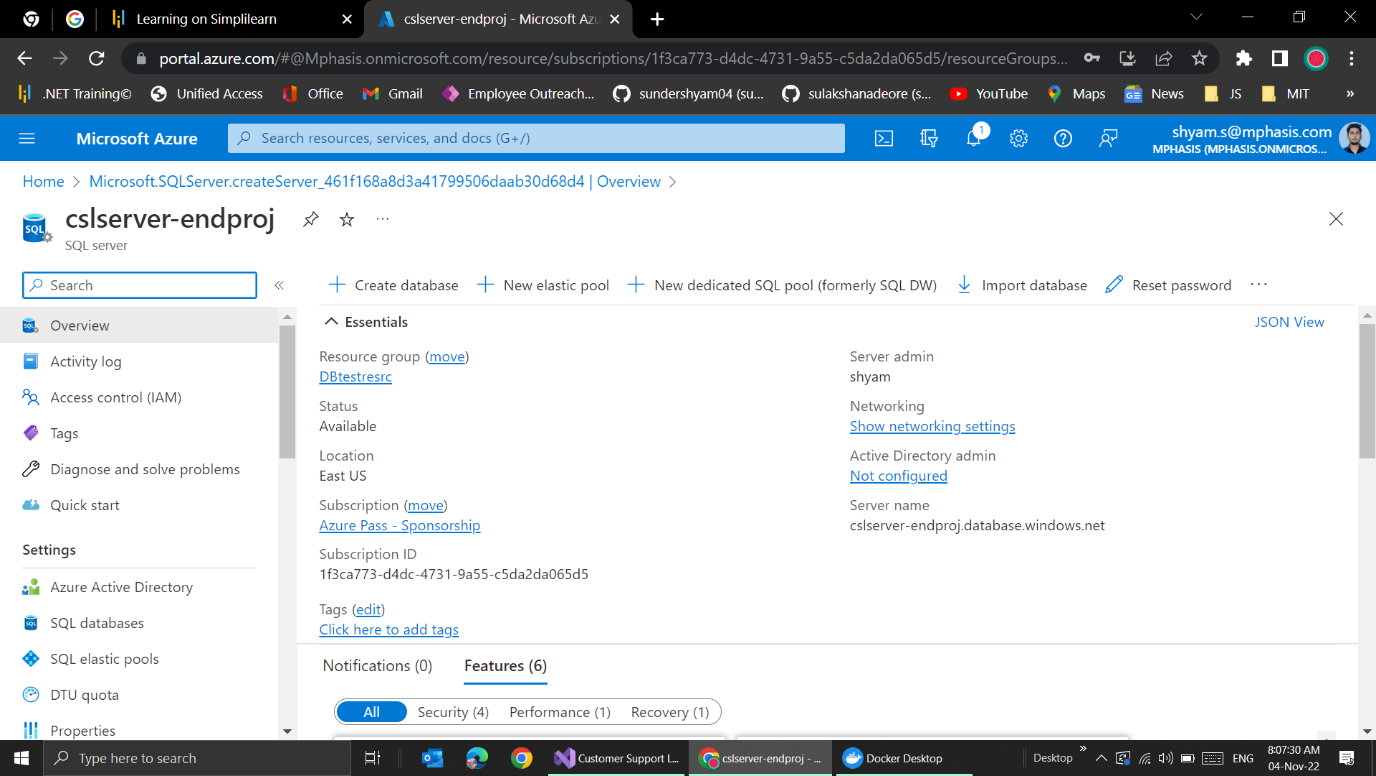 Learning on Simplilearn
cslserver-endproj - Microsoft Azu
portal.azure.com/#@Mphasis.onmicrosoft.com/resource/subscriptions/1f3ca773-d4dc-4731-9a55-c5da2da065d5/resourceGroups...
.NET Training©
Unified Access
Office
Gmail
Employee Outreach...
sundershyam04 (su...
sulakshanadeore (s...
YouTube
Maps
News
JS
MIT
»
Microsoft Azure
Search resources, services, and docs (G+/)
1
shyam.s@mphasis.com
MPHASIS (MPHASIS.ONMICROS...
Home > Microsoft.SQLServer.createServer_461f168a8d3a41799506daab30d68d4 | Overview >
SQL
cslserver-endproj
...
SQL server
Search
«
Create database
New elastic pool
New dedicated SQL pool (formerly SQL DW)
Import database
Reset password
...
Overview
Activity log
Access control (IAM)
Tags
Diagnose and solve problems
Quick start
Settings
Azure Active Directory
SQL databases
SQL elastic pools
DTU quota
Properties
Essentials
JSON View
Resource group (move)
DBtestresrc
Status
Available
Location
East US
Subscription (move)
Azure Pass - Sponsorship
Subscription ID
1f3ca773-d4dc-4731-9a55-c5da2da065d5
Tags (edit)
Click here to add tags
Server admin
shyam
Networking
Show networking settings
Active Directory admin
Not configured
Server name
cslserver-endproj.database.windows.net
Notifications (0)
Features (6)
All
Security (4)
Performance (1)
Recovery (1)
Type here to search
Customer Support L...
cslserver-endproj - ...
Docker Desktop
Desktop
»
ENG
8:07:30 AM
04-Nov-22